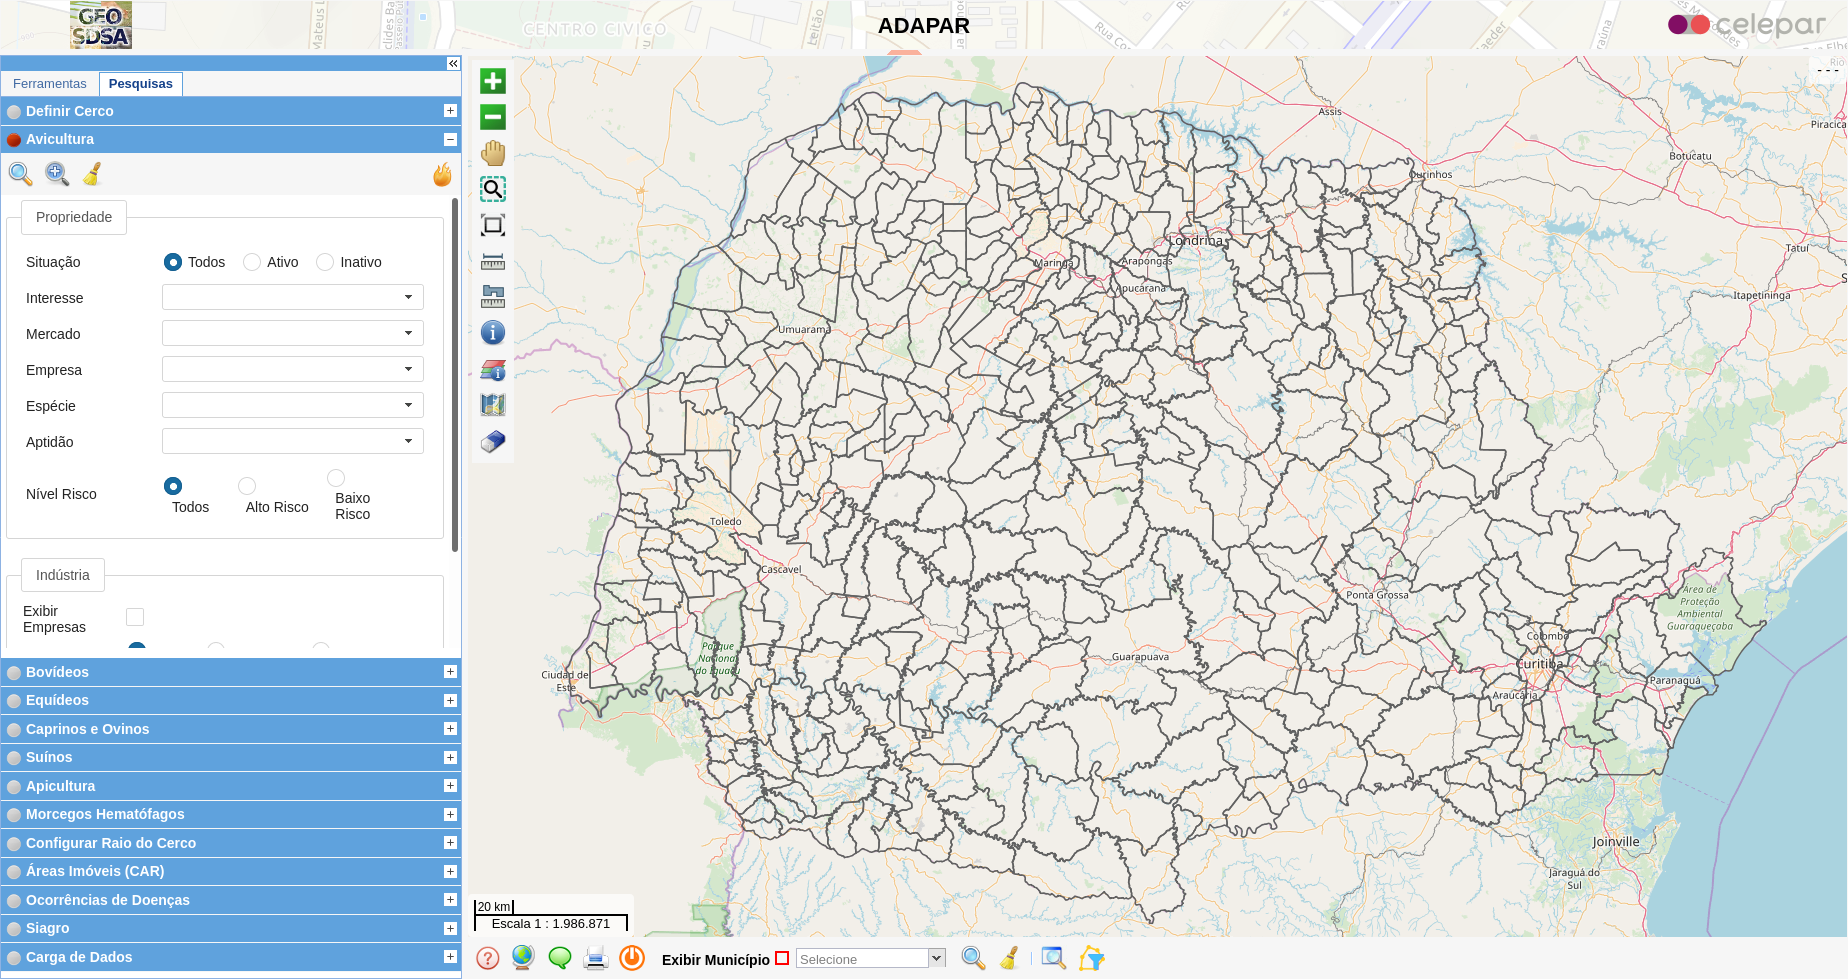 GEO
SDSA
CENTRO CIVICO
ADAPAR
celepar
Ferramentas
Pesquisas
Definir Cerco
Avicultura
Propriedade
Situação
Todos
Ativo
Inativo
Interesse
Mercado
Empresa
Espécie
Aptidão
Nível Risco
Todos
Alto Risco
Baixo
Risco
Indústria
Exibir
Empresas
Bovídeos
Equídeos
Caprinos e Ovinos
Suínos
Apicultura
Morcegos Hematófagos
Configurar Raio do Cerco
Áreas Imóveis (CAR)
Ocorrências de Doenças
Siagro
Carga de Dados
Assis
Piracica
Botucatu
Ourinhos
Londrina
Tatuí
Maringá
Arapongas
Apucarana
Itapetininga
Umuarama
Toledo
Cascavel
Ponta Grossa
Área de
Proteção
Ambiental
Guaraqueçaba
Colombo
Parque
Nacional
do Iguaçu
Guarapuava
Curitiba
Ciudad de
Este
Paranaguá
Araucária
Joinville
Jaraguá do
Sul
20 km
Escala 1 : 1.986.871
Exibir Município
Selecione